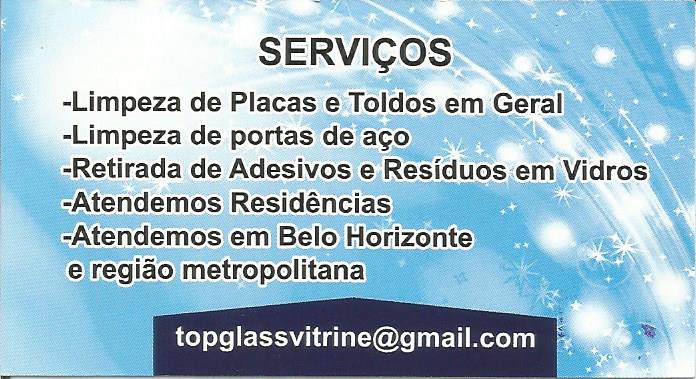 SERVIÇOS
-Limpeza de Placas e Toldos em Geral
-Limpeza de portas de aço
-Retirada de Adesivos e Resíduos em Vidros
-Atendemos Residências
-Atendemos em Belo Horizonte
e região metropolitana
topglassvitrine@gmail.com